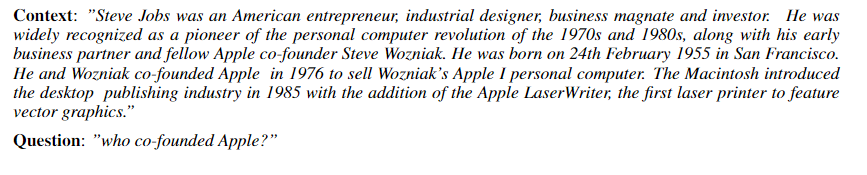 Context: ”Steve Jobs was an American entrepreneur, industrial designer, business magnate and investor. He was
widely recognized as a pioneer of the personal computer revolution of the 1970s and 1980s, along with his early
business partner and fellow Apple co-founder Steve Wozniak. He was born on 24th February 1955 in San Francisco.
He and Wozniak co-founded Apple in 1976 to sell Wozniak’s Apple I personal computer. The Macintosh introduced
the desktop publishing industry in 1985 with the addition of the Apple LaserWriter, the first laser printer to feature
vector graphics.”
Question: ”who co-founded Apple?”